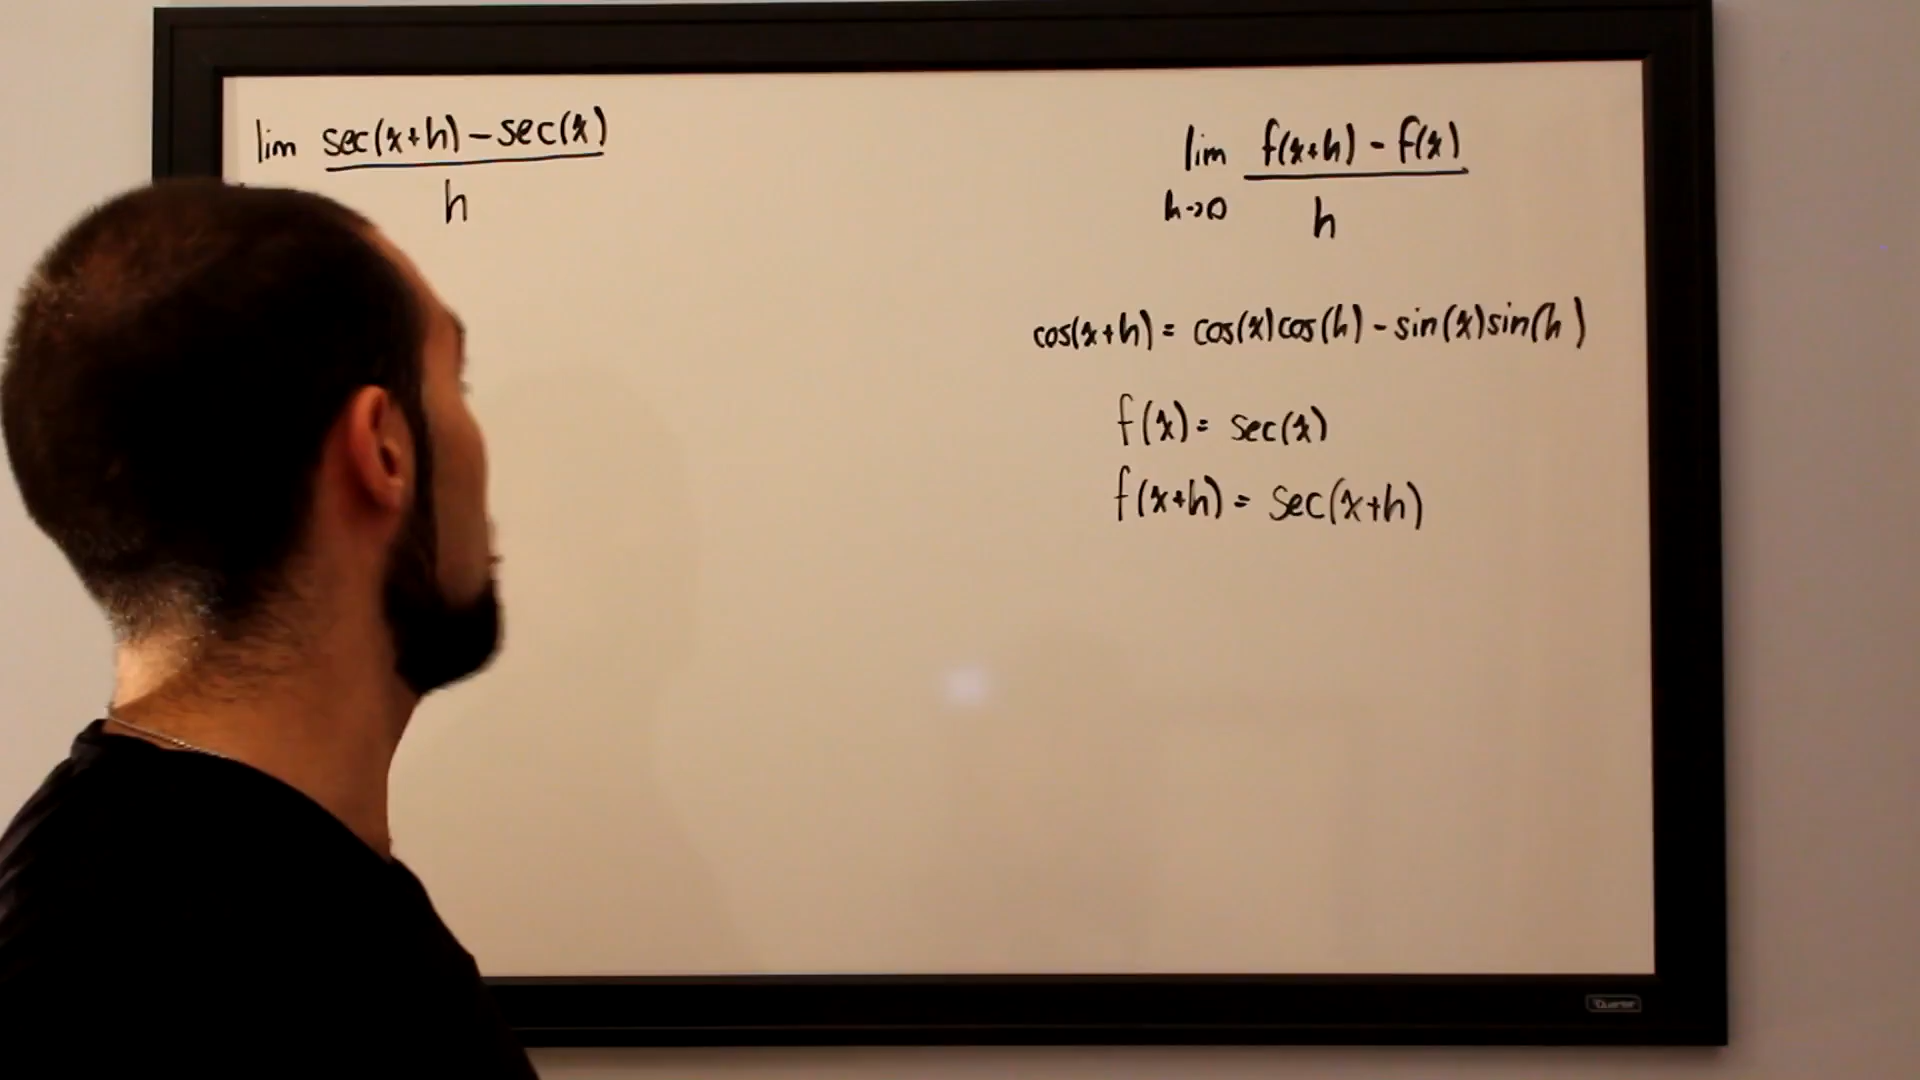 lim sec(x+h) - sec(x)
h
lim f(x+h) - f(x)
h→0 h
cos(x+h) = cos(x)cos(h) - sin(x)sin(h)
f(x) = sec(x)
f(x+h) = sec(x+h)
Quartet